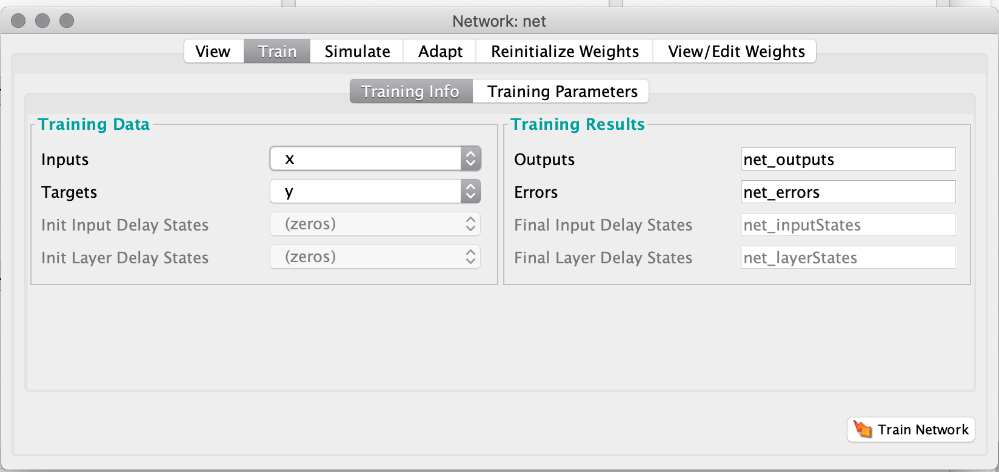 Network: net
View Train Simulate Adapt Reinitialize Weights View/Edit Weights
Training Info Training Parameters
Training Data
Inputs x
Targets y
Init Input Delay States (zeros)
Init Layer Delay States (zeros)
Training Results
Outputs net_outputs
Errors net_errors
Final Input Delay States net_inputStates
Final Layer Delay States net_layerStates
Train Network